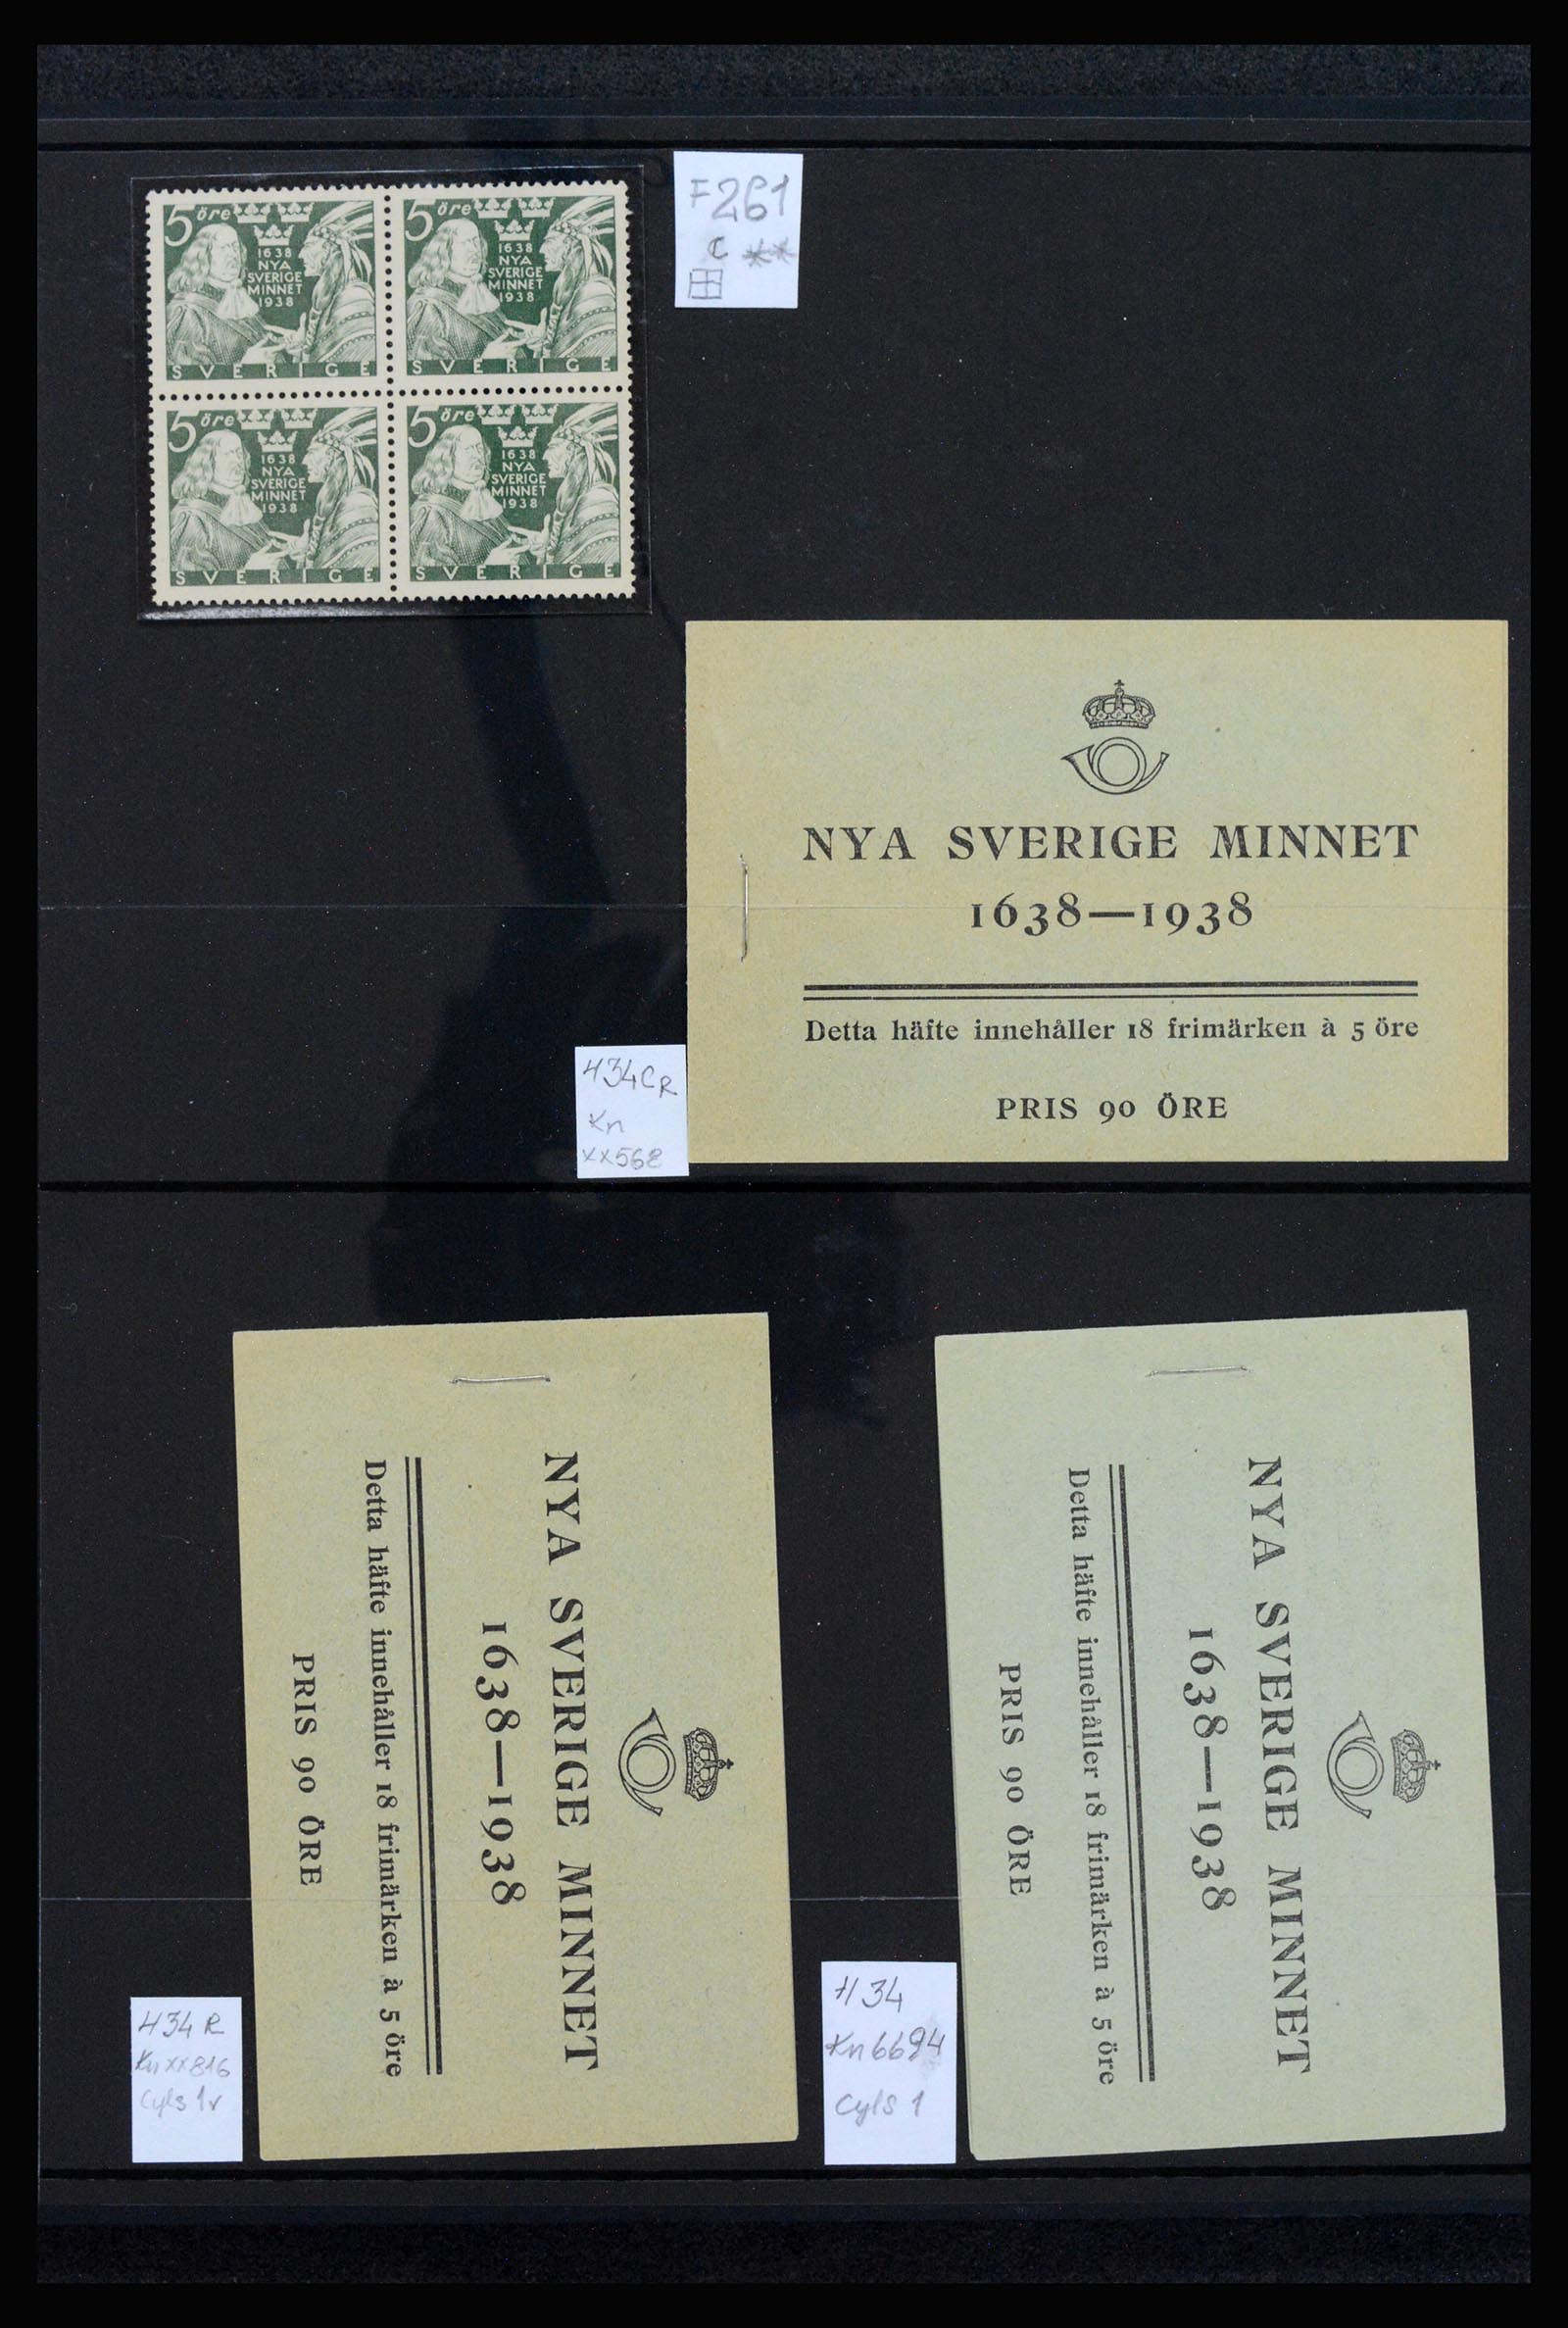 5 öre
1638
NYA
SVERIGE
MINNET
1938
SVERIGE
5 öre
1638
NYA
SVERIGE
MINNET
1938
SVERIGE
5 öre
1638
NYA
SVERIGE
MINNET
1938
SVERIGE
5 öre
1638
NYA
SVERIGE
MINNET
1938
SVERIGE
F261
C **
NYA SVERIGE MINNET
1638—1938
Detta häfte innehåller 18 frimärken à 5 öre
PRIS 90 ÖRE
H34CR
Kn
xx568
NYA SVERIGE MINNET
1638—1938
Detta häfte innehåller 18 frimärken à 5 öre
PRIS 90 ÖRE
H34 R
Kn xx816
Cyls 1v
NYA SVERIGE MINNET
1638—1938
Detta häfte innehåller 18 frimärken à 5 öre
PRIS 90 ÖRE
H34
Kn 6694
Cyls 1